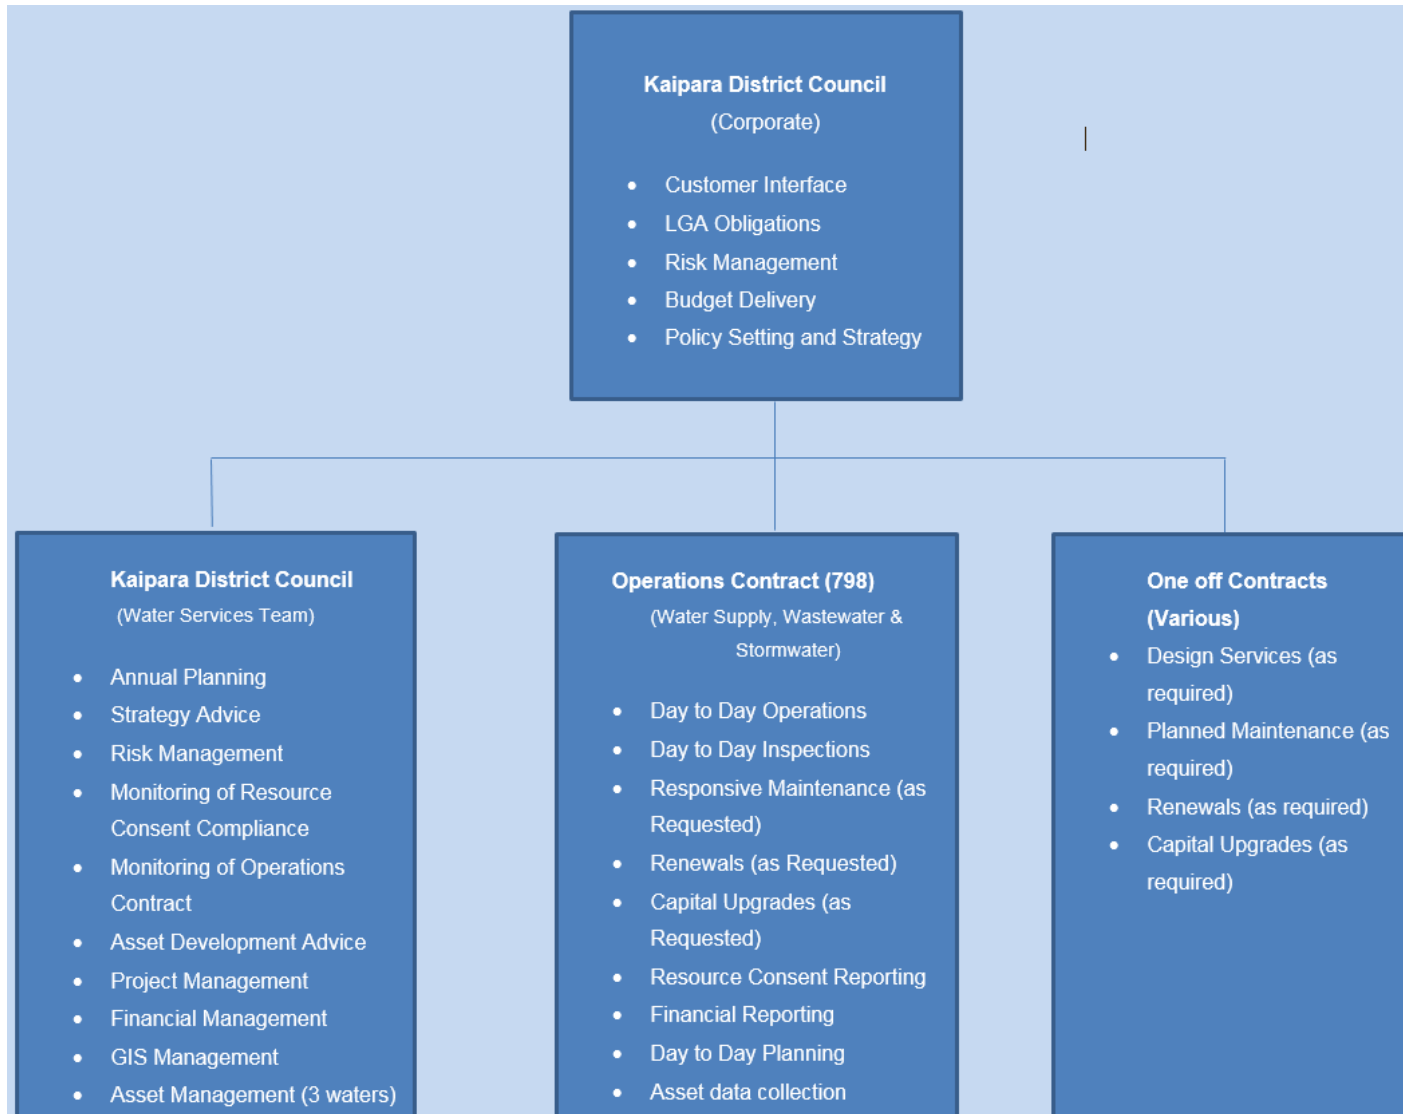 Kaipara District Council
(Corporate)
• Customer Interface
• LGA Obligations
• Risk Management
• Budget Delivery
• Policy Setting and Strategy
Kaipara District Council
(Water Services Team)
• Annual Planning
• Strategy Advice
• Risk Management
• Monitoring of Resource
Consent Compliance
• Monitoring of Operations
Contract
• Asset Development Advice
• Project Management
• Financial Management
• GIS Management
• Asset Management (3 waters)
Operations Contract (798)
(Water Supply, Wastewater &
Stormwater)
• Day to Day Operations
• Day to Day Inspections
• Responsive Maintenance (as
Requested)
• Renewals (as Requested)
• Capital Upgrades (as
Requested)
• Resource Consent Reporting
• Financial Reporting
• Day to Day Planning
• Asset data collection
One off Contracts
(Various)
• Design Services (as
required)
• Planned Maintenance (as
required)
• Renewals (as required)
• Capital Upgrades (as
required)